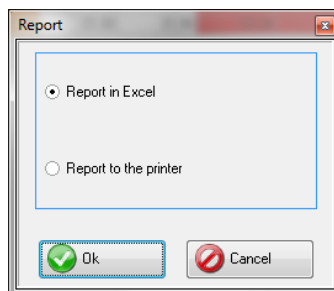 Report
Report in Excel
Report to the printer
Ok
Cancel